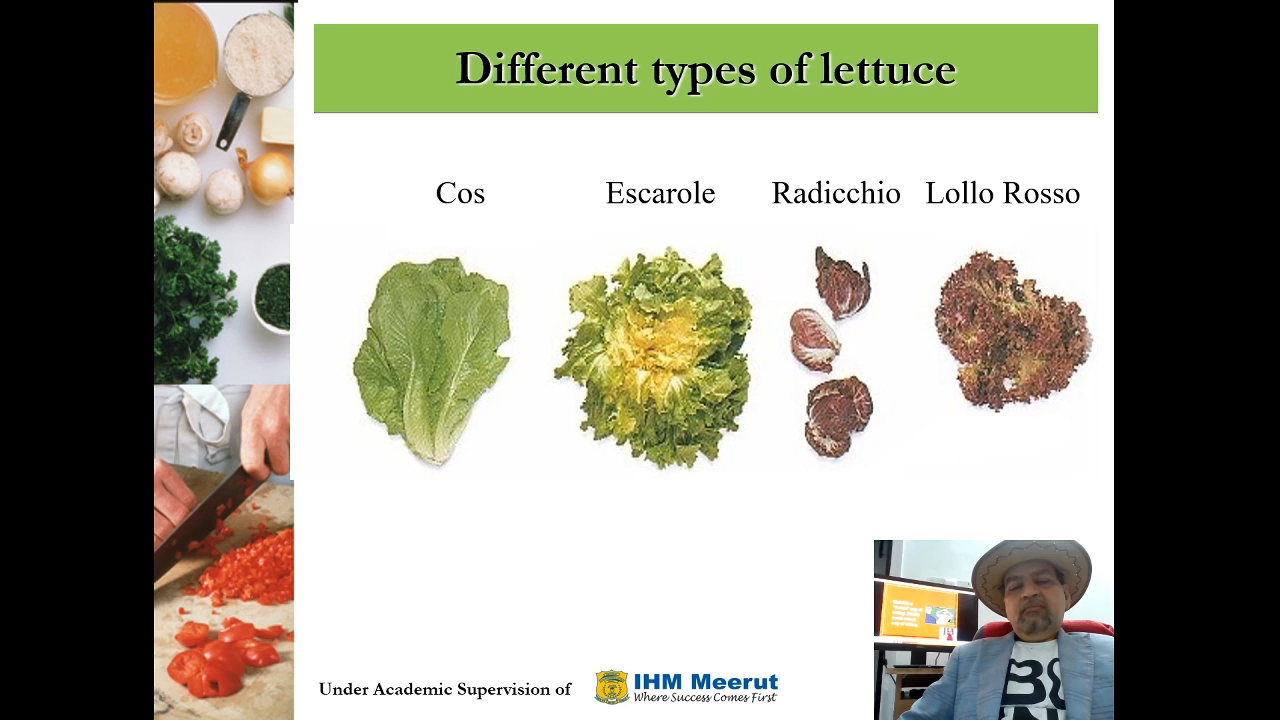 Different types of lettuce
Cos Escarole Radicchio Lollo Rosso
Under Academic Supervision of
IHM Meerut
Where Success Comes First